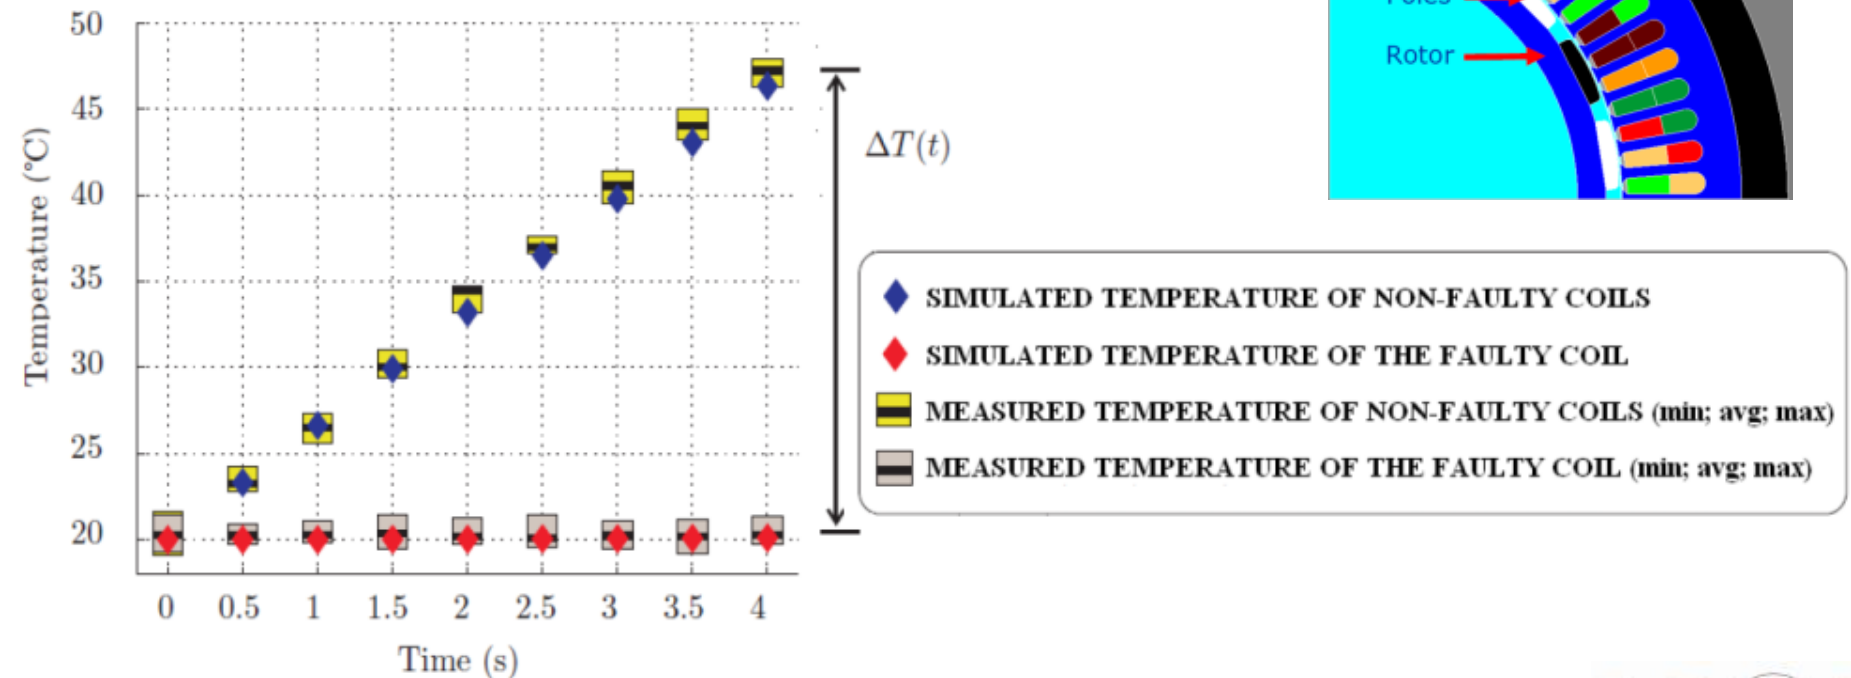 50
45
40
35
30
25
20
Temperature (°C)
0 0.5 1 1.5 2 2.5 3 3.5 4
Time (s)
ΔT(t)
Poles
Rotor
SIMULATED TEMPERATURE OF NON-FAULTY COILS
SIMULATED TEMPERATURE OF THE FAULTY COIL
MEASURED TEMPERATURE OF NON-FAULTY COILS (min; avg; max)
MEASURED TEMPERATURE OF THE FAULTY COIL (min; avg; max)